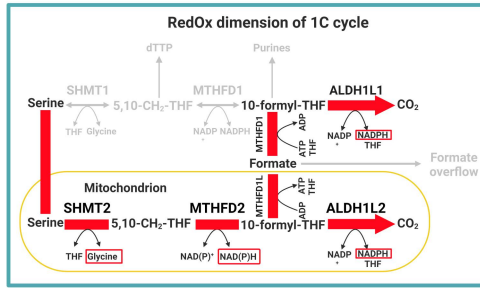 RedOx dimension of 1C cycle
dTTP
Purines
SHMT1
MTHFD1
ALDH1L1
Serine
5,10-CH₂-THF
10-formyl-THF
CO₂
THF Glycine
NADP⁺ NADPH
MTHFD1
ADP
ATP
THF
NADP⁺ NADPH
THF
Formate
Formate
overflow
Mitochondrion
MTHFD1L
ATP
THF
ADP
SHMT2
MTHFD2
ALDH1L2
Serine
5,10-CH₂-THF
10-formyl-THF
CO₂
THF Glycine
NAD(P)⁺ NAD(P)H
NADP⁺ NADPH
THF